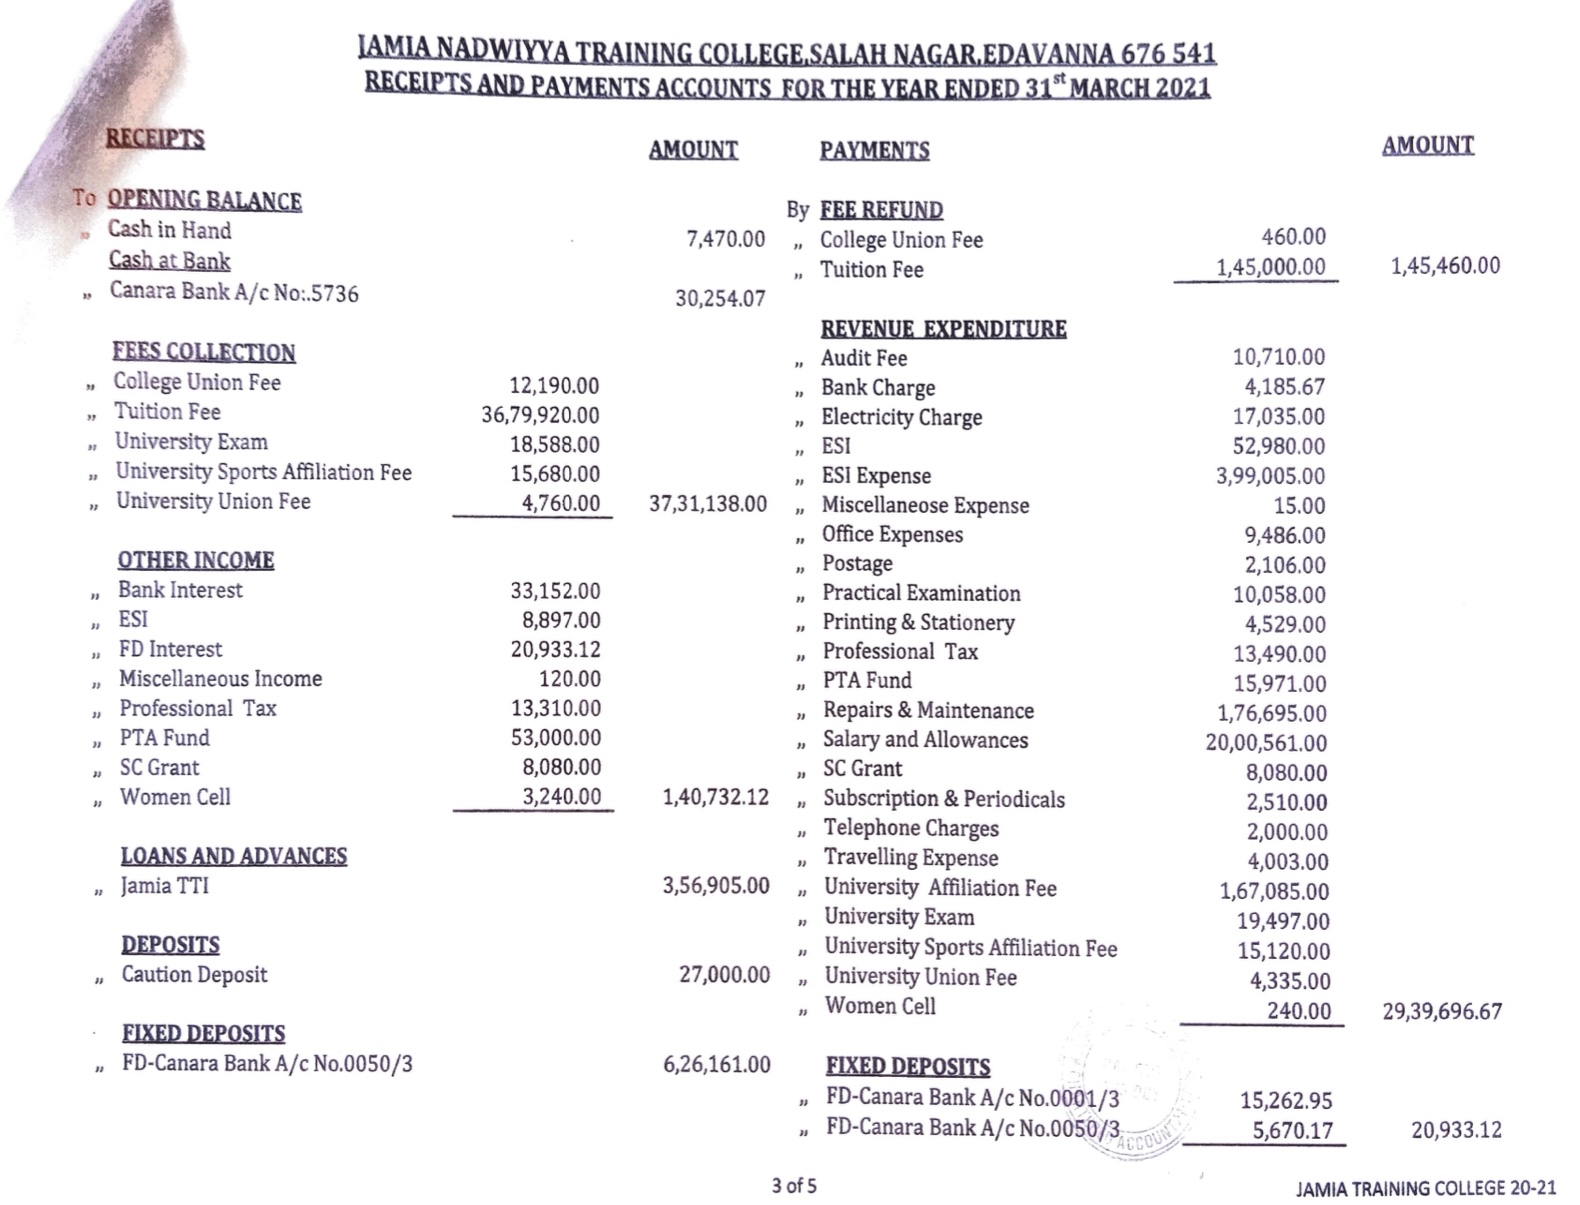 JAMIA NADWIYYA TRAINING COLLEGE,SALAH NAGAR,EDAVANNA 676 541
RECEIPTS AND PAYMENTS ACCOUNTS FOR THE YEAR ENDED 31st MARCH 2021
RECEIPTS AMOUNT
To OPENING BALANCE
„ Cash in Hand 7,470.00
Cash at Bank
„ Canara Bank A/c No:.5736 30,254.07
FEES COLLECTION
„ College Union Fee 12,190.00
„ Tuition Fee 36,79,920.00
„ University Exam 18,588.00
„ University Sports Affiliation Fee 15,680.00
„ University Union Fee 4,760.00 37,31,138.00
OTHER INCOME
„ Bank Interest 33,152.00
„ ESI 8,897.00
„ FD Interest 20,933.12
„ Miscellaneous Income 120.00
„ Professional Tax 13,310.00
„ PTA Fund 53,000.00
„ SC Grant 8,080.00
„ Women Cell 3,240.00 1,40,732.12
LOANS AND ADVANCES
„ Jamia TTI 3,56,905.00
DEPOSITS
„ Caution Deposit 27,000.00
FIXED DEPOSITS
„ FD-Canara Bank A/c No.0050/3 6,26,161.00
PAYMENTS AMOUNT
By FEE REFUND
„ College Union Fee 460.00
„ Tuition Fee 1,45,000.00 1,45,460.00
REVENUE EXPENDITURE
„ Audit Fee 10,710.00
„ Bank Charge 4,185.67
„ Electricity Charge 17,035.00
„ ESI 52,980.00
„ ESI Expense 3,99,005.00
„ Miscellaneose Expense 15.00
„ Office Expenses 9,486.00
„ Postage 2,106.00
„ Practical Examination 10,058.00
„ Printing & Stationery 4,529.00
„ Professional Tax 13,490.00
„ PTA Fund 15,971.00
„ Repairs & Maintenance 1,76,695.00
„ Salary and Allowances 20,00,561.00
„ SC Grant 8,080.00
„ Subscription & Periodicals 2,510.00
„ Telephone Charges 2,000.00
„ Travelling Expense 4,003.00
„ University Affiliation Fee 1,67,085.00
„ University Exam 19,497.00
„ University Sports Affiliation Fee 15,120.00
„ University Union Fee 4,335.00
„ Women Cell 240.00 29,39,696.67
FIXED DEPOSITS
„ FD-Canara Bank A/c No.0001/3 15,262.95
„ FD-Canara Bank A/c No.0050/3 5,670.17 20,933.12
3 of 5
JAMIA TRAINING COLLEGE 20-21